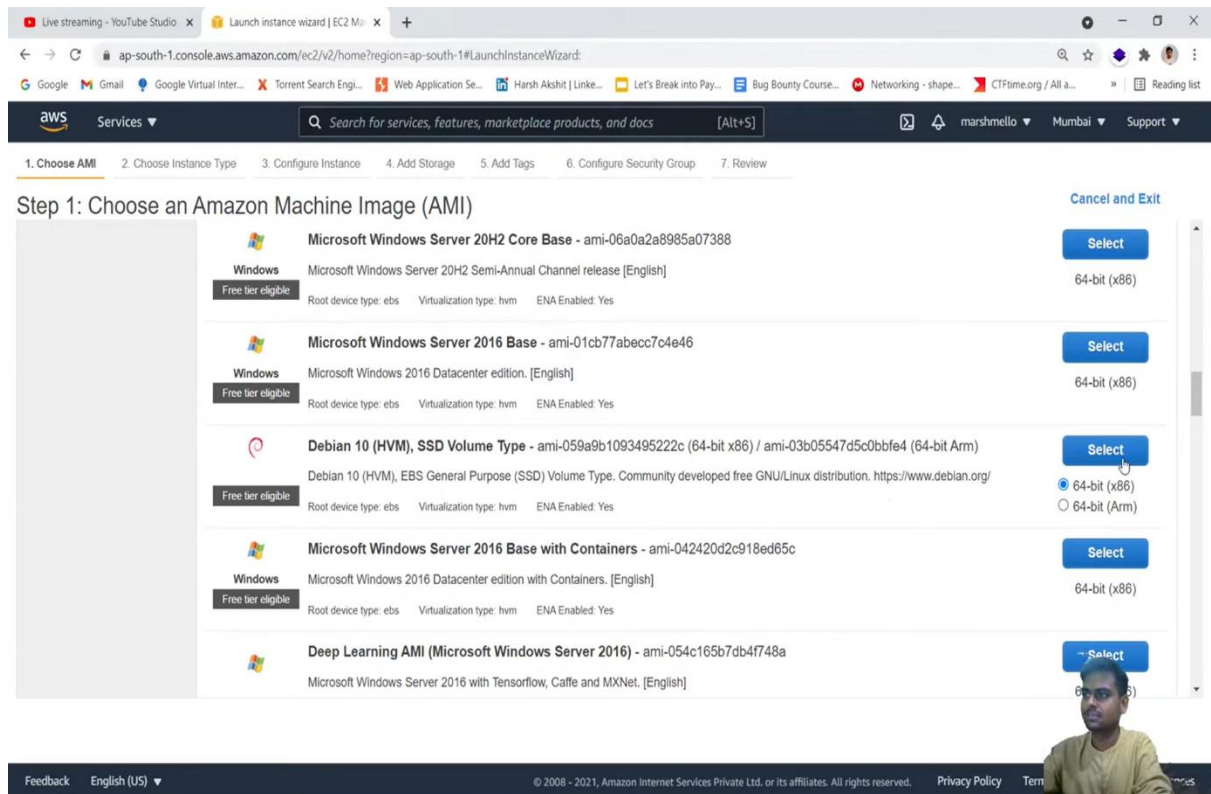 Live streaming - YouTube Studio
Launch instance wizard | EC2 Ma
ap-south-1.console.aws.amazon.com/ec2/v2/home?region=ap-south-1#LaunchInstanceWizard:
Google Gmail Google Virtual Inter... Torrent Search Engi... Web Application Se... Harsh Akshit | Linke... Let's Break into Pay... Bug Bounty Course... Networking - shape... CTFtime.org / All a... » Reading list
aws Services ▼ Search for services, features, marketplace products, and docs [Alt+S] marshmello ▼ Mumbai ▼ Support ▼
1. Choose AMI 2. Choose Instance Type 3. Configure Instance 4. Add Storage 5. Add Tags 6. Configure Security Group 7. Review
Step 1: Choose an Amazon Machine Image (AMI) Cancel and Exit
Microsoft Windows Server 20H2 Core Base - ami-06a0a2a8985a07388 Select
Windows Microsoft Windows Server 20H2 Semi-Annual Channel release [English] 64-bit (x86)
Free tier eligible Root device type: ebs Virtualization type: hvm ENA Enabled: Yes
Microsoft Windows Server 2016 Base - ami-01cb77abecc7c4e46 Select
Windows Microsoft Windows 2016 Datacenter edition. [English] 64-bit (x86)
Free tier eligible Root device type: ebs Virtualization type: hvm ENA Enabled: Yes
Debian 10 (HVM), SSD Volume Type - ami-059a9b1093495222c (64-bit x86) / ami-03b05547d5c0bbfe4 (64-bit Arm) Select
Debian 10 (HVM), EBS General Purpose (SSD) Volume Type. Community developed free GNU/Linux distribution. https://www.debian.org/ 64-bit (x86)
Free tier eligible Root device type: ebs Virtualization type: hvm ENA Enabled: Yes 64-bit (Arm)
Microsoft Windows Server 2016 Base with Containers - ami-042420d2c918ed65c Select
Windows Microsoft Windows 2016 Datacenter edition with Containers. [English] 64-bit (x86)
Free tier eligible Root device type: ebs Virtualization type: hvm ENA Enabled: Yes
Deep Learning AMI (Microsoft Windows Server 2016) - ami-054c165b7db4f748a Select
Microsoft Windows Server 2016 with Tensorflow, Caffe and MXNet. [English]
Feedback English (US) ▼ © 2008 - 2021, Amazon Internet Services Private Ltd. or its affiliates. All rights reserved. Privacy Policy